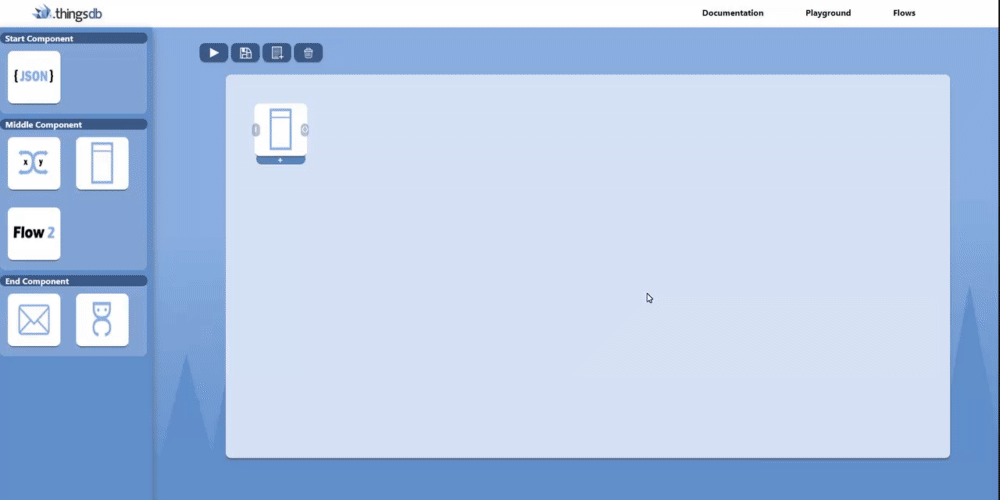 .thingsdb
Documentation
Playground
Flows
Start Component
{JSON}
Middle Component
x y
Flow 2
I
O
+
End Component